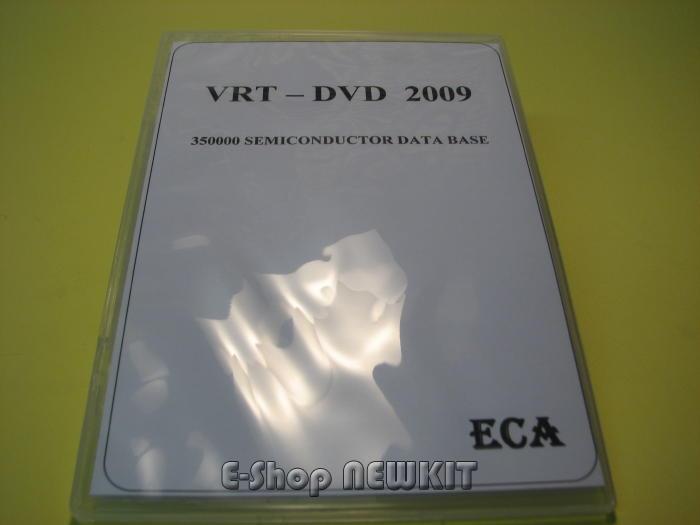 VRT – DVD 2009
350000 SEMICONDUCTOR DATA BASE
ECA
E-Shop NEWKIT